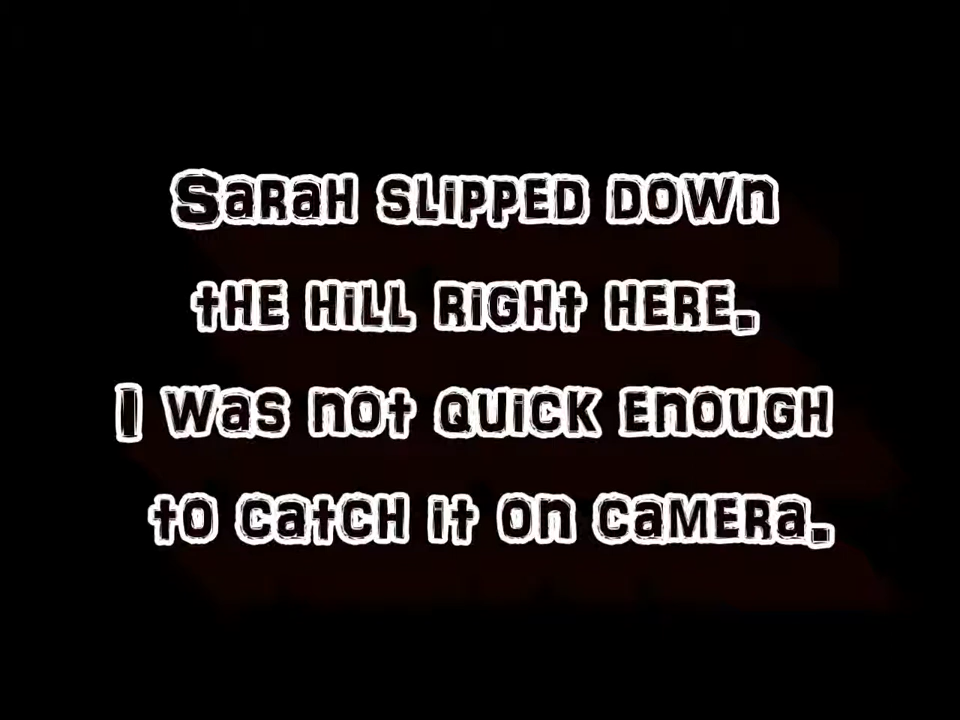 Sarah slipped down
the hill right here.
I was not quick enough
to catch it on camera.